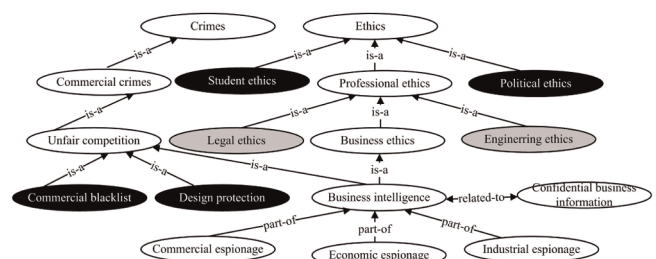 Crimes
Ethics
is-a
is-a
is-a
is-a
Commercial crimes
Student ethics
Professional ethics
Political ethics
is-a
is-a
is-a
is-a
Unfair competition
Legal ethics
Business ethics
Enginerring ethics
is-a
is-a
is-a
is-a
Commercial blacklist
Design protection
Business intelligence
related-to
Confidential business
information
part-of
part-of
part-of
Commercial espionage
Economic espionage
Industrial espionage